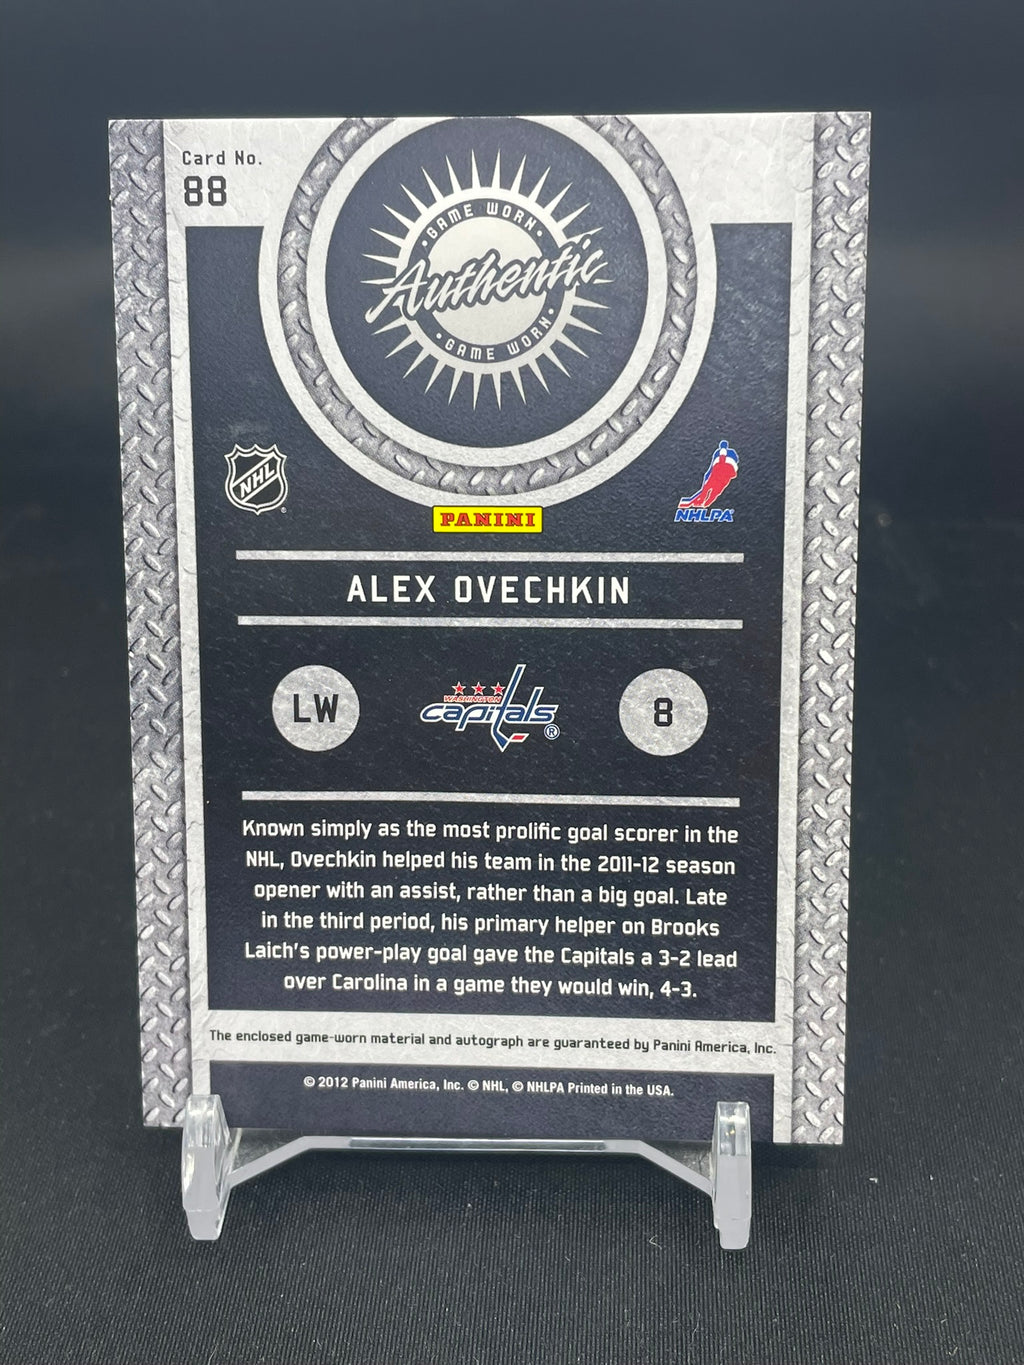 Card No.
88
• GAME WORN •
Authentic
• GAME WORN •
NHL
®
NHLPA
PANINI
ALEX OVECHKIN
LW
WASHINGTON
capitals
®
8
Known simply as the most prolific goal scorer in the
NHL, Ovechkin helped his team in the 2011-12 season
opener with an assist, rather than a big goal. Late
in the third period, his primary helper on Brooks
Laich's power-play goal gave the Capitals a 3-2 lead
over Carolina in a game they would win, 4-3.
The enclosed game-worn material and autograph are guaranteed by Panini America, Inc.
© 2012 Panini America, Inc. © NHL, © NHLPA Printed in the USA.